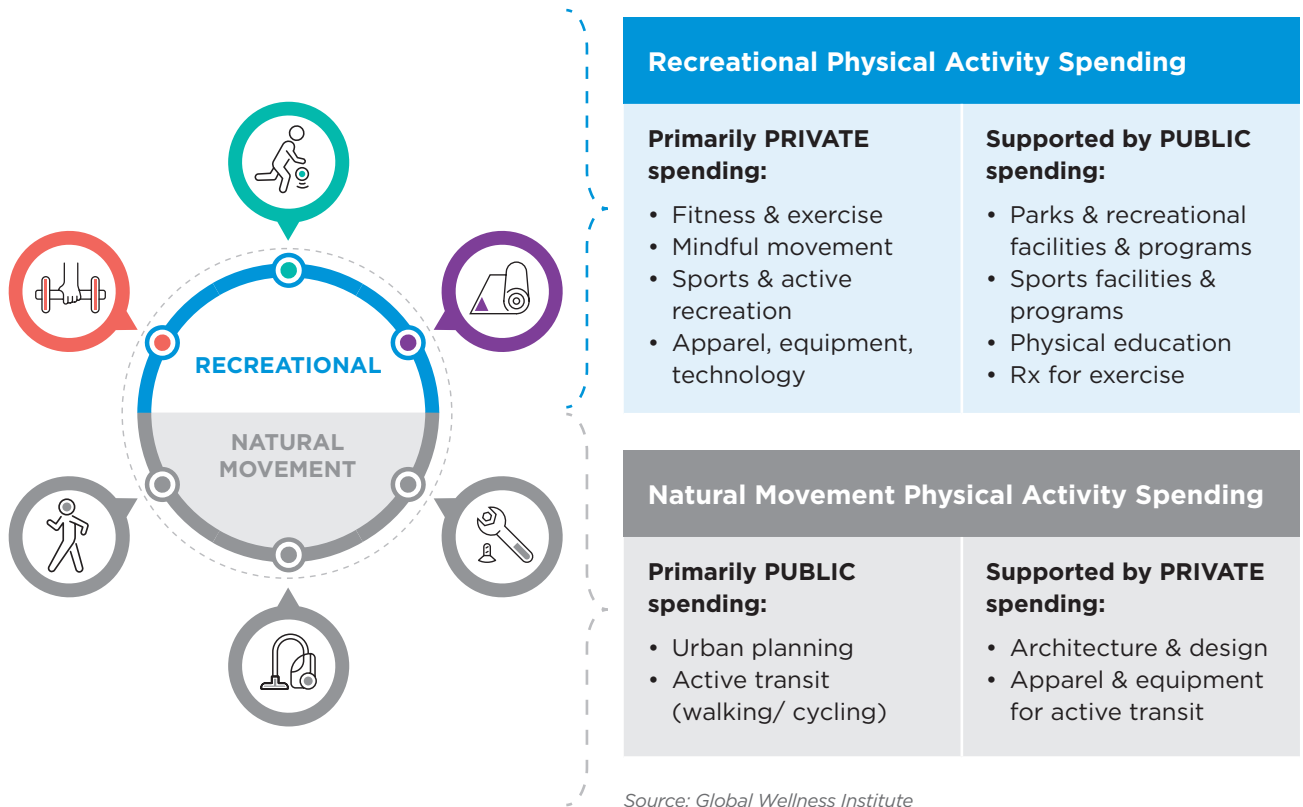 RECREATIONAL
NATURAL
MOVEMENT
Recreational Physical Activity Spending
Primarily PRIVATE
spending:
• Fitness & exercise
• Mindful movement
• Sports & active
recreation
• Apparel, equipment,
technology
Supported by PUBLIC
spending:
• Parks & recreational
facilities & programs
• Sports facilities &
programs
• Physical education
• Rx for exercise
Natural Movement Physical Activity Spending
Primarily PUBLIC
spending:
• Urban planning
• Active transit
(walking/ cycling)
Supported by PRIVATE
spending:
• Architecture & design
• Apparel & equipment
for active transit
Source: Global Wellness Institute